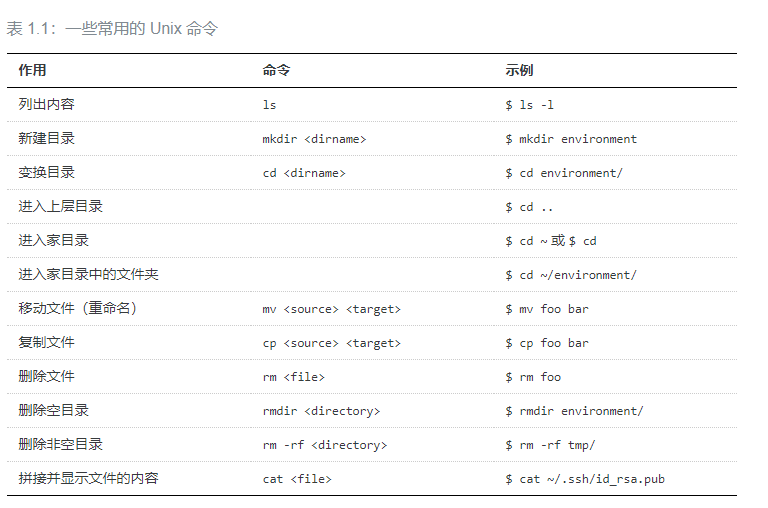 表 1.1：一些常用的 Unix 命令
作用 命令 示例
列出内容 ls $ ls -l
新建目录 mkdir <dirname> $ mkdir environment
变换目录 cd <dirname> $ cd environment/
进入上层目录 $ cd ..
进入家目录 $ cd ~ 或 $ cd
进入家目录中的文件夹 $ cd ~/environment/
移动文件（重命名） mv <source> <target> $ mv foo bar
复制文件 cp <source> <target> $ cp foo bar
删除文件 rm <file> $ rm foo
删除空目录 rmdir <directory> $ rmdir environment/
删除非空目录 rm -rf <directory> $ rm -rf tmp/
拼接并显示文件的内容 cat <file> $ cat ~/.ssh/id_rsa.pub